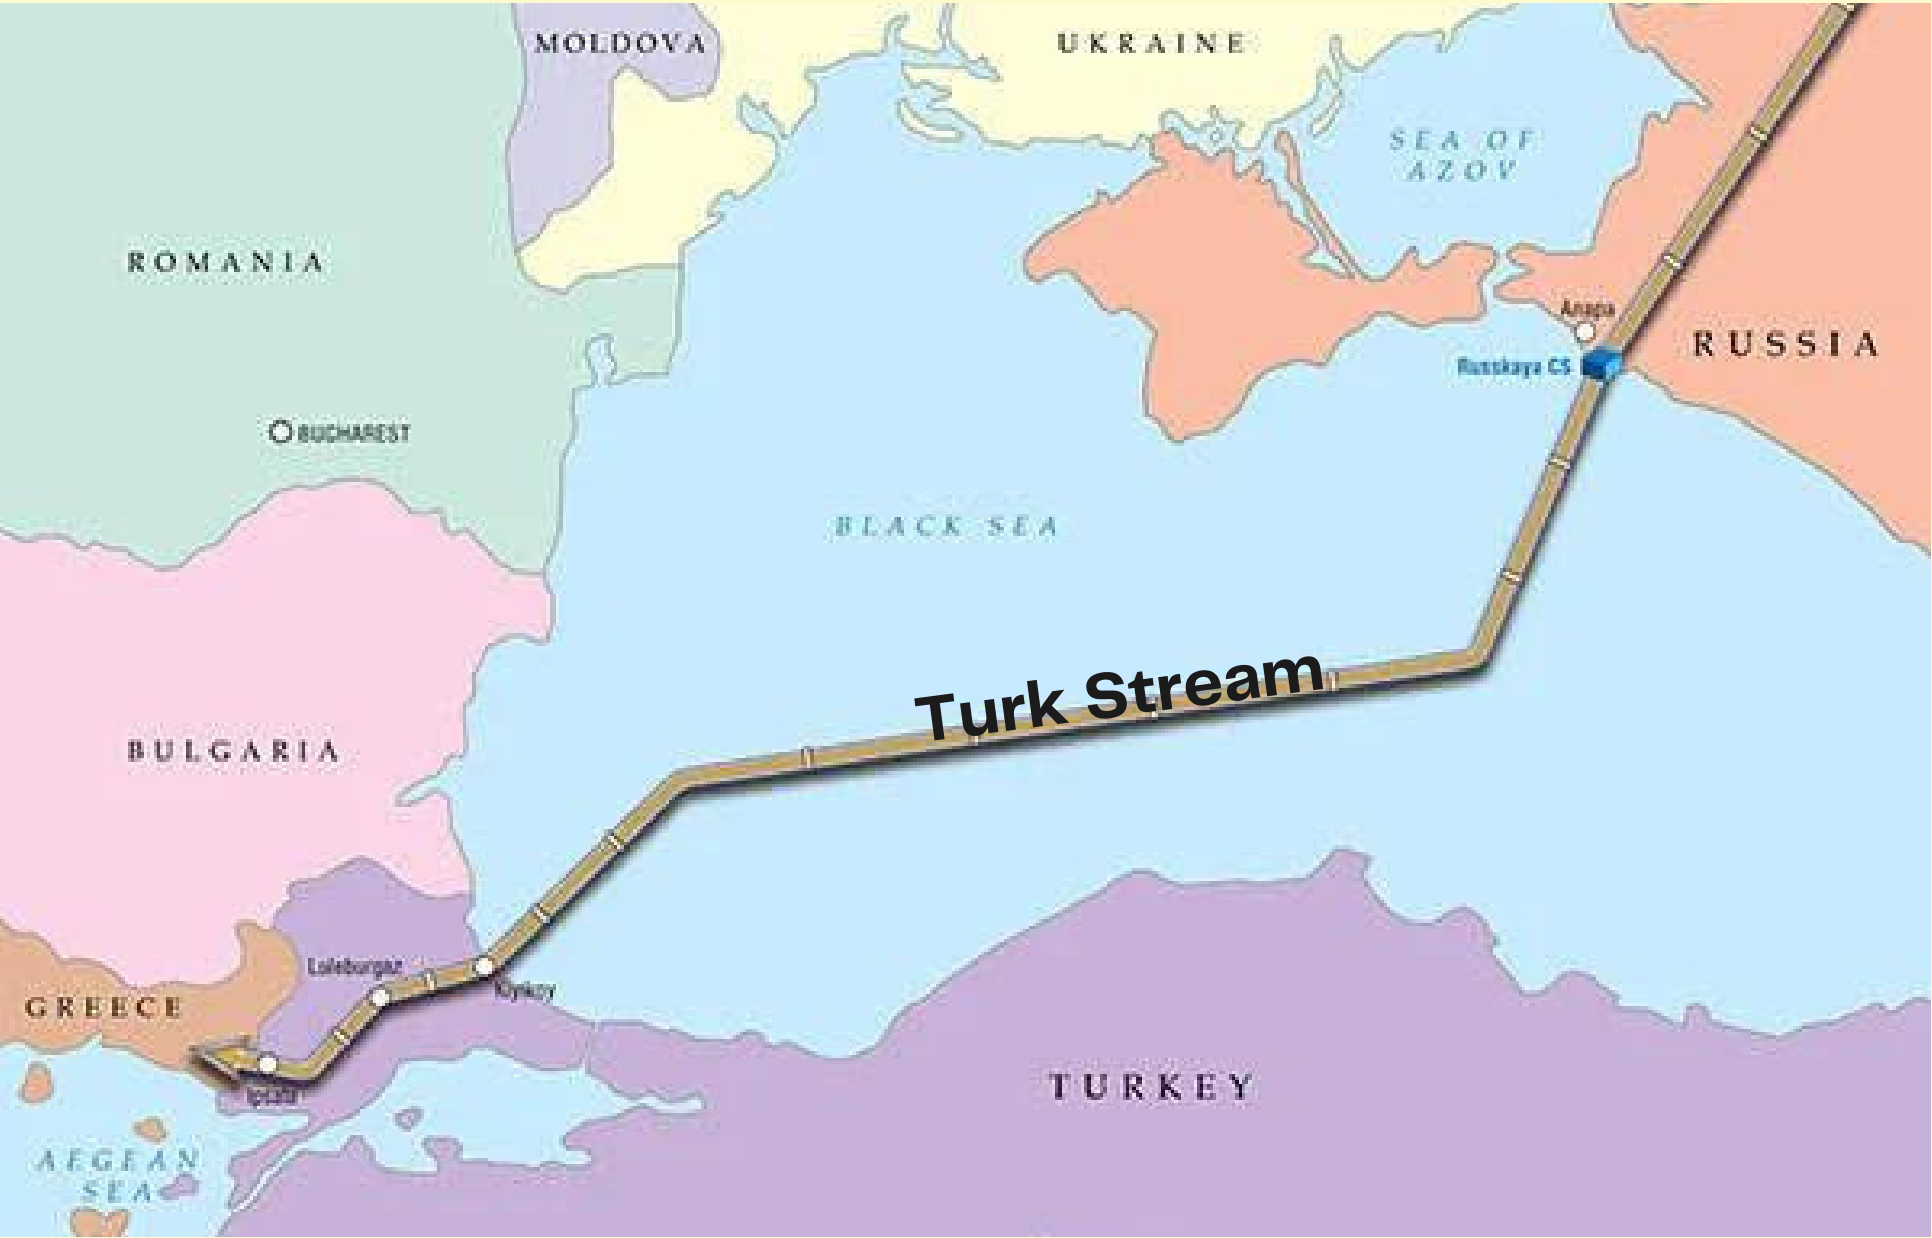 MOLDOVA
UKRAINE
SEA OF
AZOV
ROMANIA
Anapa
RUSSIA
Russkaya CS
BUCHAREST
BLACK SEA
Turk Stream
BULGARIA
Luleburgaz
Kiyikoy
GREECE
TURKEY
Ipsala
AEGEAN
SEA